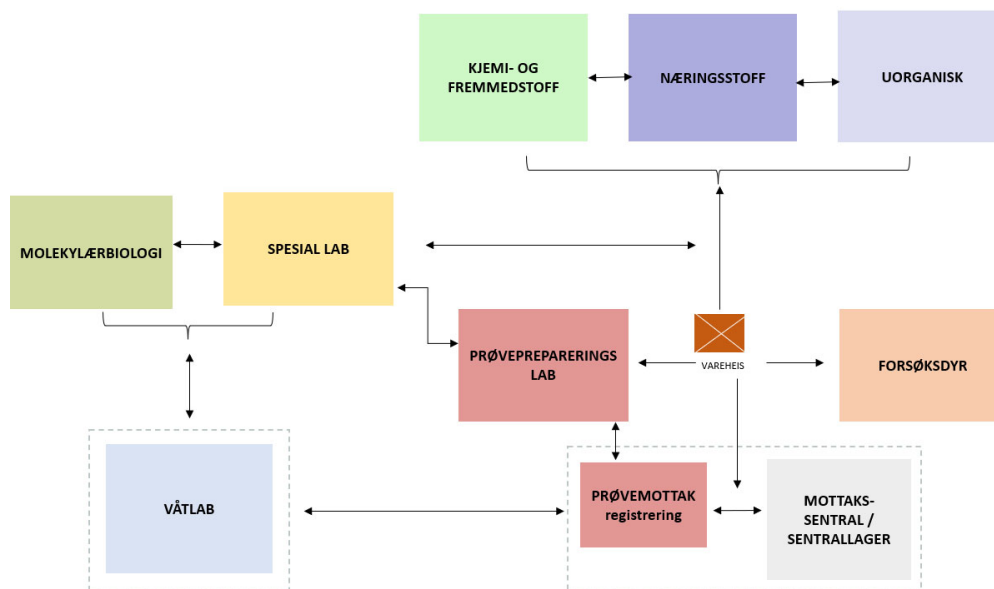 KJEMI- OG
FREMMEDSTOFF
NÆRINGSSTOFF
UORGANISK
MOLEKYLÆRBIOLOGI
SPESIAL LAB
PRØVEPREPARERINGS
LAB
VAREHEIS
FORSØKSDYR
VÅTLAB
PRØVEMOTTAK
registrering
MOTTAKS-
SENTRAL /
SENTRALLAGER